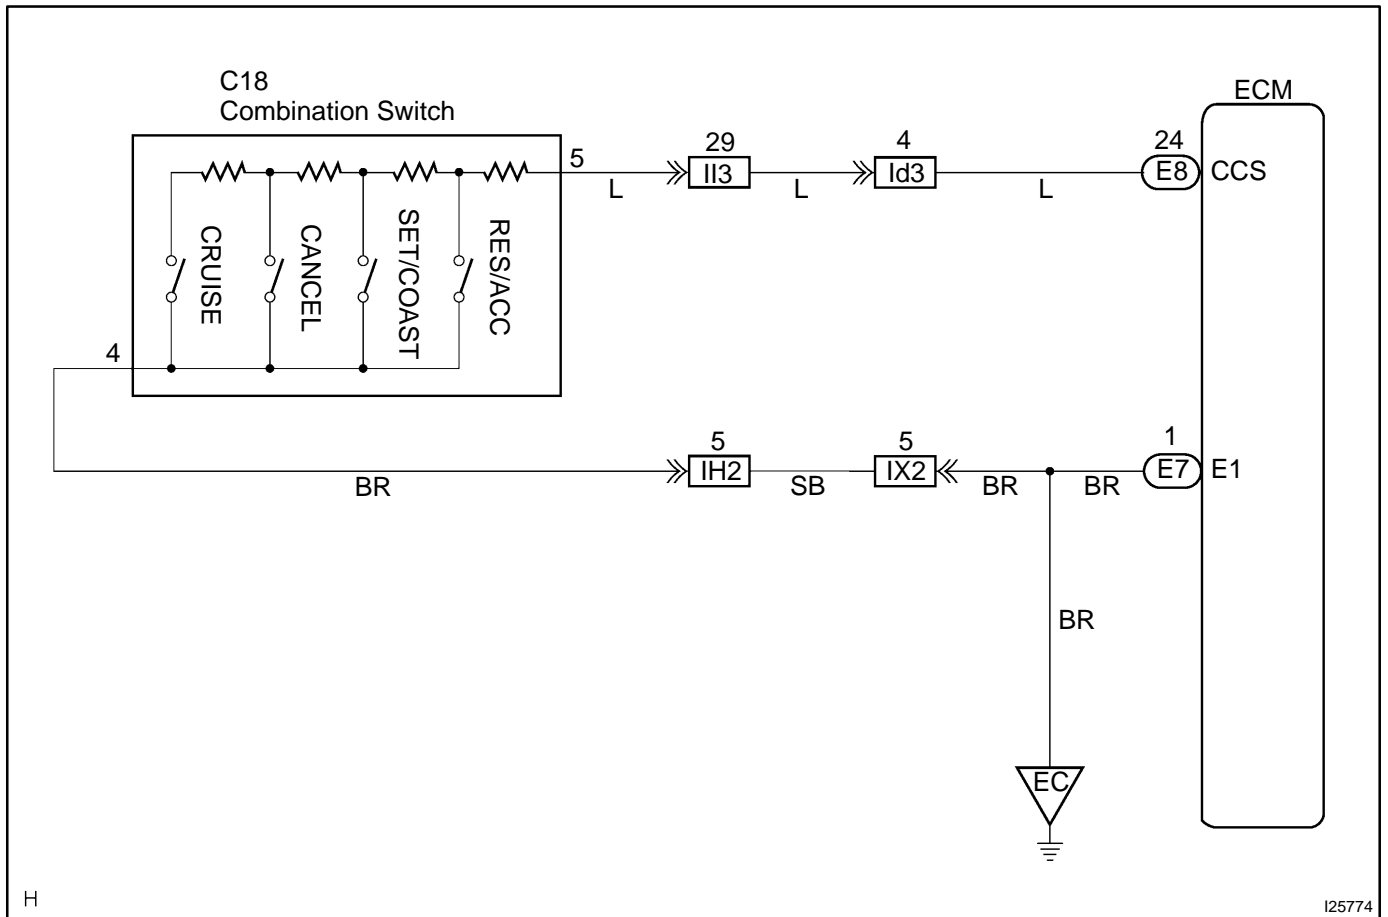 C18
Combination Switch
ECM
5
29
4
24
II3
Id3
E8
CCS
L
L
L
CRUISE
CANCEL
SET/COAST
RES/ACC
4
5
5
1
IH2
IX2
E7
E1
BR
SB
BR
BR
BR
EC
H
I25774